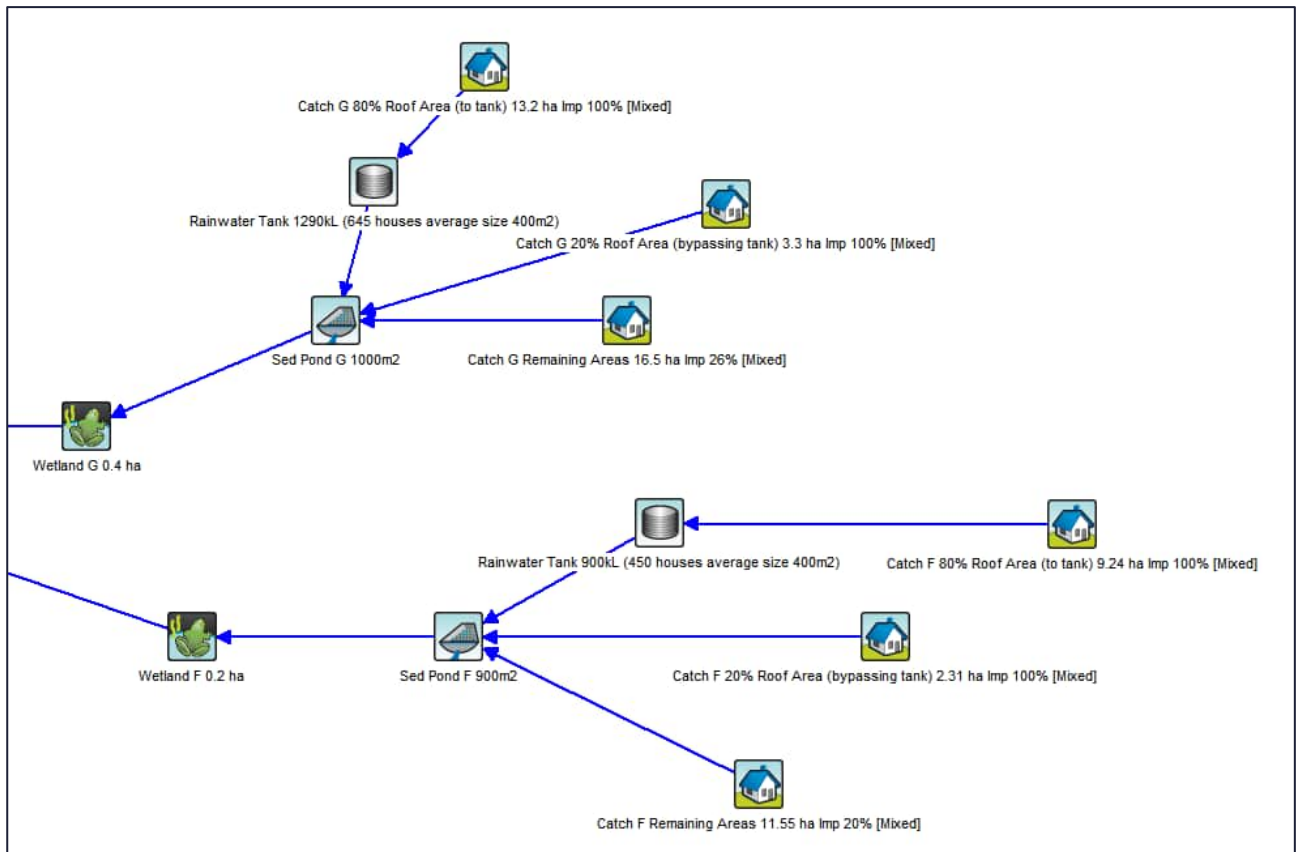 Catch G 80% Roof Area (to tank) 13.2 ha Imp 100% [Mixed]
Rainwater Tank 1290kL (645 houses average size 400m2)
Catch G 20% Roof Area (bypassing tank) 3.3 ha Imp 100% [Mixed]
Sed Pond G 1000m2
Catch G Remaining Areas 16.5 ha Imp 26% [Mixed]
Wetland G 0.4 ha
Rainwater Tank 900kL (450 houses average size 400m2)
Catch F 80% Roof Area (to tank) 9.24 ha Imp 100% [Mixed]
Wetland F 0.2 ha
Sed Pond F 900m2
Catch F 20% Roof Area (bypassing tank) 2.31 ha Imp 100% [Mixed]
Catch F Remaining Areas 11.55 ha Imp 20% [Mixed]